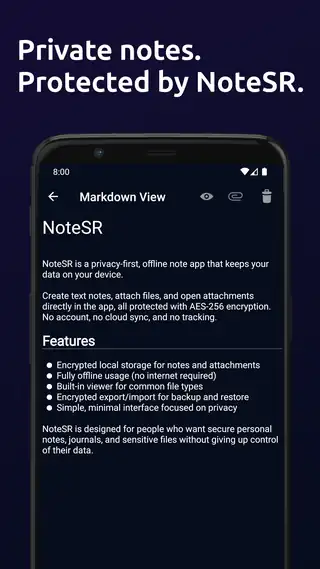 Private notes.
Protected by NoteSR.
8:00
Markdown View
NoteSR
NoteSR is a privacy-first, offline note app that keeps your
data on your device.
Create text notes, attach files, and open attachments
directly in the app, all protected with AES-256 encryption.
No account, no cloud sync, and no tracking.
Features
Encrypted local storage for notes and attachments
Fully offline usage (no internet required)
Built-in viewer for common file types
Encrypted export/import for backup and restore
Simple, minimal interface focused on privacy
NoteSR is designed for people who want secure personal
notes, journals, and sensitive files without giving up control
of their data.